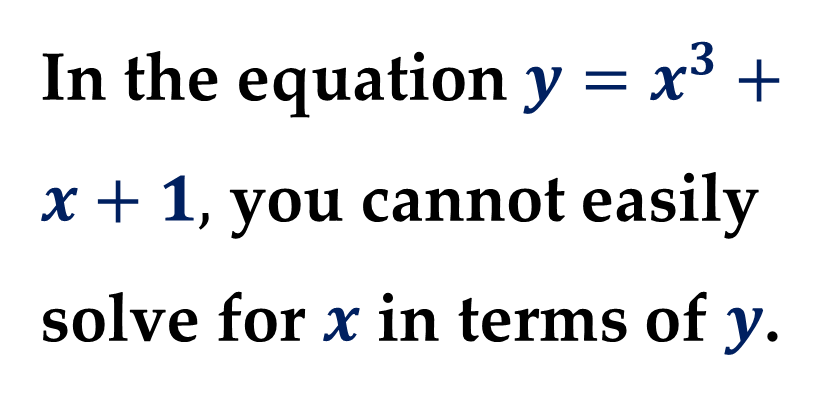 In the equation y = x³ +
x + 1, you cannot easily
solve for x in terms of y.